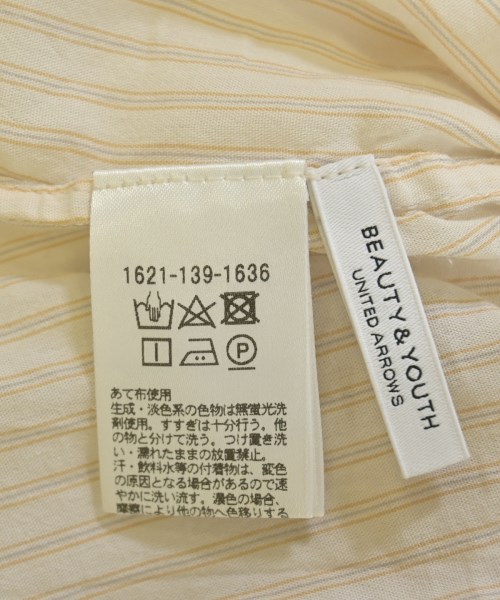 1621-139-1636
あて布使用
生成・淡色系の色物は無蛍光洗
剤使用。すすぎは十分行う。他
の物と分けて洗う。つけ置き洗
い・濡れたままの放置禁止。
汗・飲料水等の付着物は、変色
の原因となる場合があるので速
やかに洗い流す。濃色の場合、
摩擦により他の物へ色移りする
BEAUTY & YOUTH
UNITED ARROWS